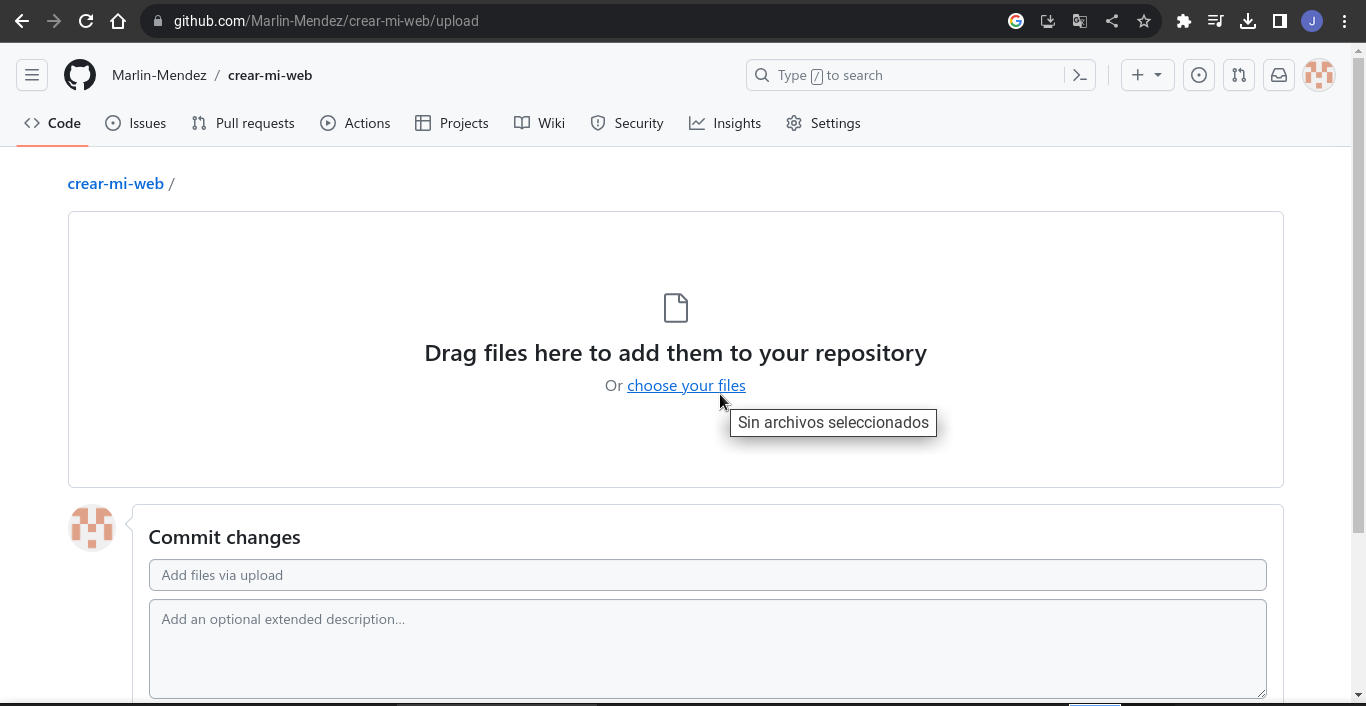 github.com/Marlin-Mendez/crear-mi-web/upload
J
Marlin-Mendez / crear-mi-web
Type / to search
Code Issues Pull requests Actions Projects Wiki Security Insights Settings
crear-mi-web /
Drag files here to add them to your repository
Or choose your files
Sin archivos seleccionados
Commit changes
Add files via upload
Add an optional extended description...